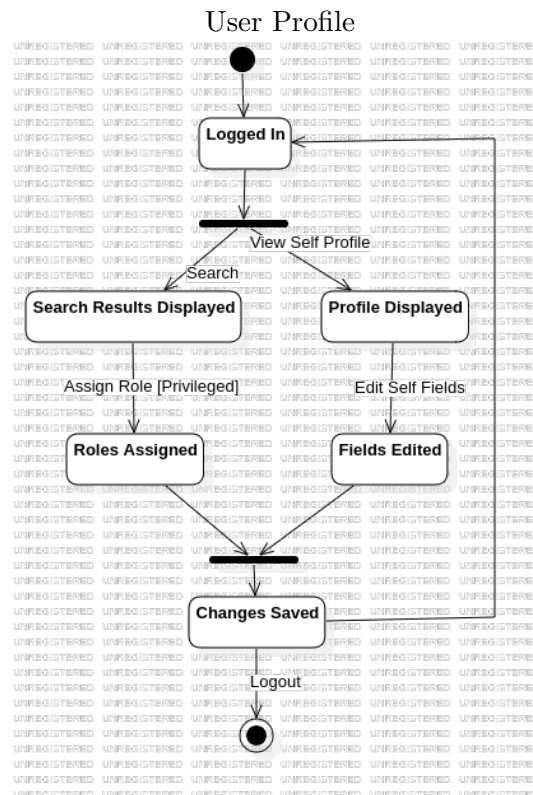 User Profile
Logged In
View Self Profile
Search
Search Results Displayed
Profile Displayed
Assign Role [Privileged]
Edit Self Fields
Roles Assigned
Fields Edited
Changes Saved
Logout
UNREGISTERED